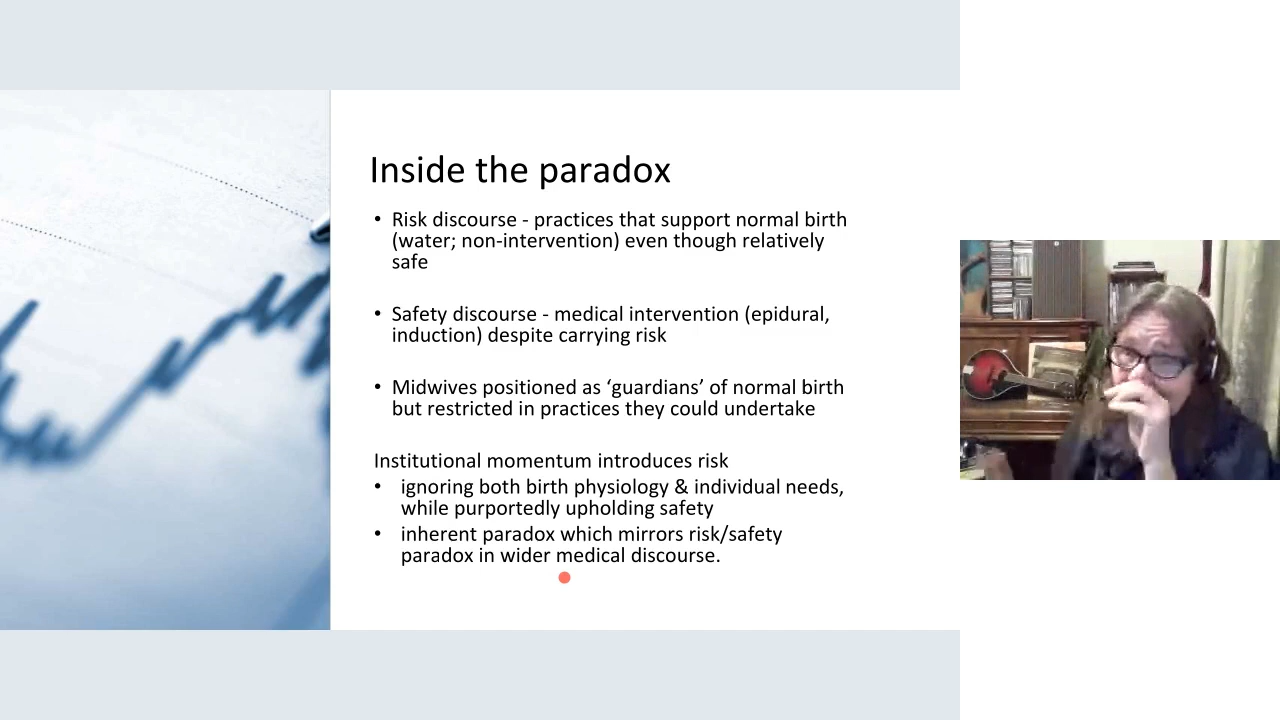 Inside the paradox
• Risk discourse - practices that support normal birth
(water; non-intervention) even though relatively
safe
• Safety discourse - medical intervention (epidural,
induction) despite carrying risk
• Midwives positioned as ‘guardians’ of normal birth
but restricted in practices they could undertake
Institutional momentum introduces risk
• ignoring both birth physiology & individual needs,
while purportedly upholding safety
• inherent paradox which mirrors risk/safety
paradox in wider medical discourse.